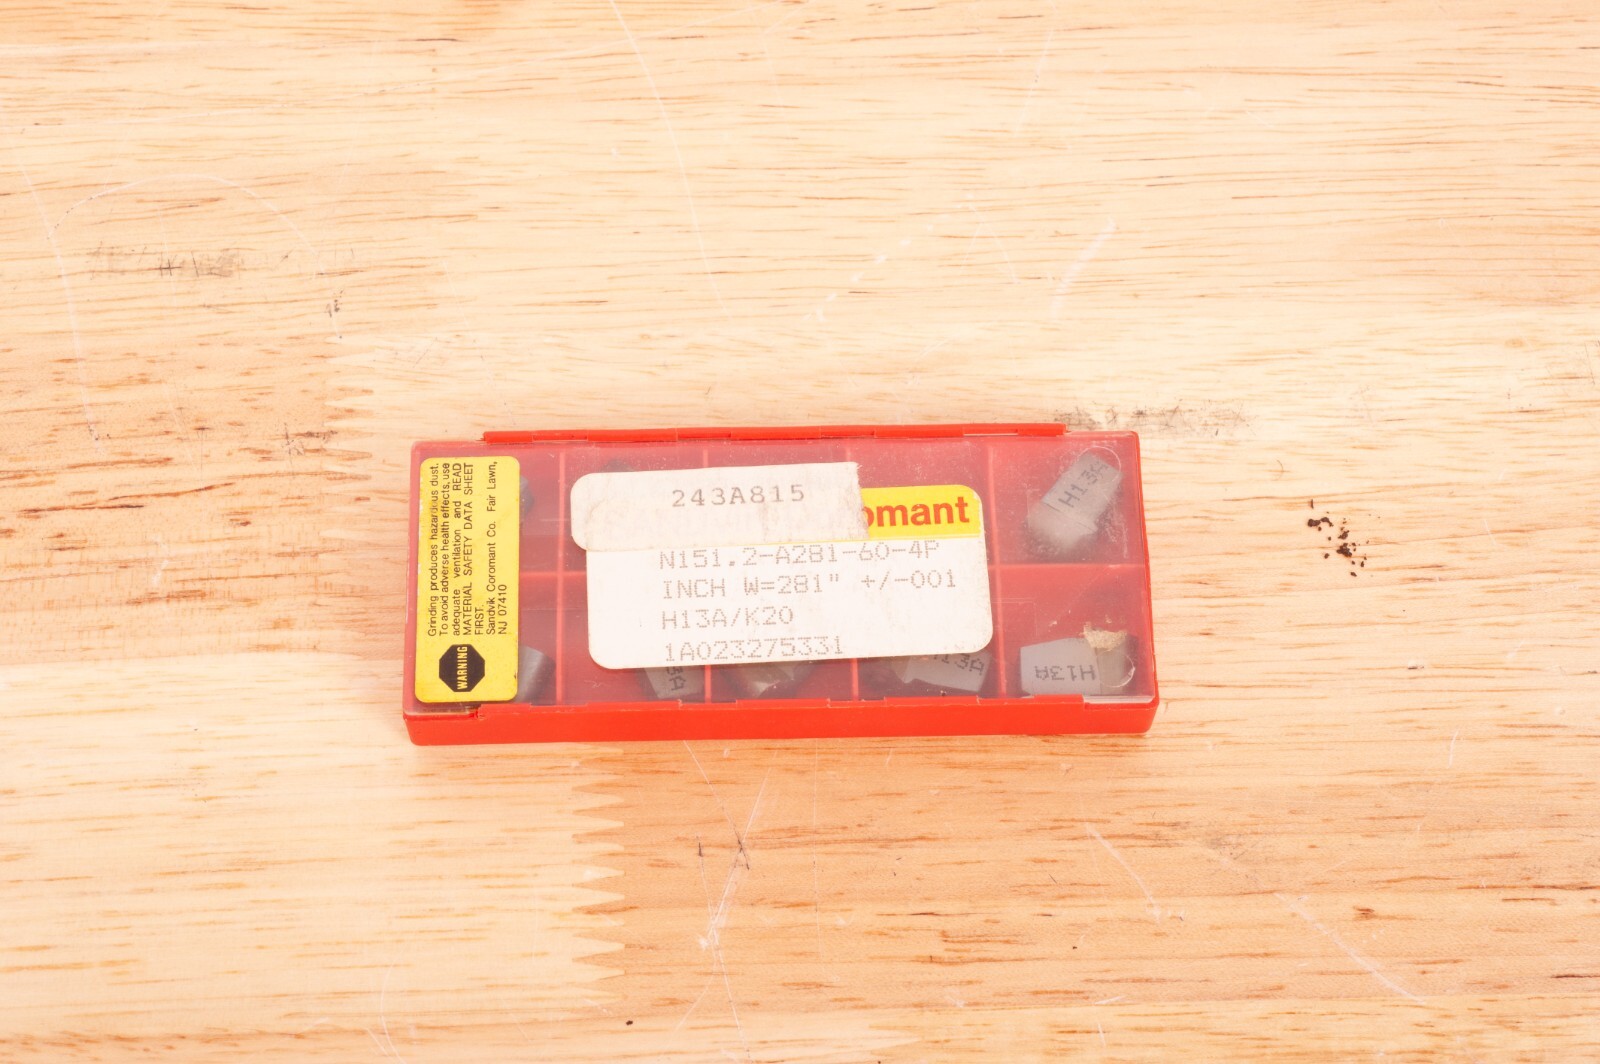 Grinding produces hazardous dust.
To avoid adverse health effects, use
adequate ventilation and READ
MATERIAL SAFETY DATA SHEET
FIRST.
Sandvik Coromant Co. Fair Lawn,
NJ 07410
WARNING
243A815
omant
N151.2-A281-60-4P
INCH W=281" +/-001
H13A/K20
1A023275331
H13A
H13A
H13A